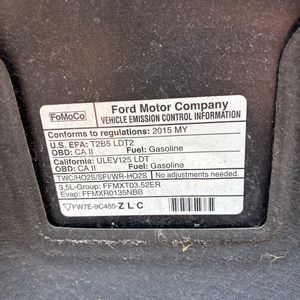 FoMoCo
Ford Motor Company
VEHICLE EMISSION CONTROL INFORMATION
Conforms to regulations: 2015 MY
U.S. EPA: T2B5 LDT2
OBD: CA II Fuel: Gasoline
California: ULEV125 LDT
OBD: CA II Fuel: Gasoline
TWC/HO2S/SFI/WR-HO2S No adjustments needed.
3.5L-Group: FFMXT03.52ER
Evap: FFMXR0135NBB
FW7E-9C485-ZLC